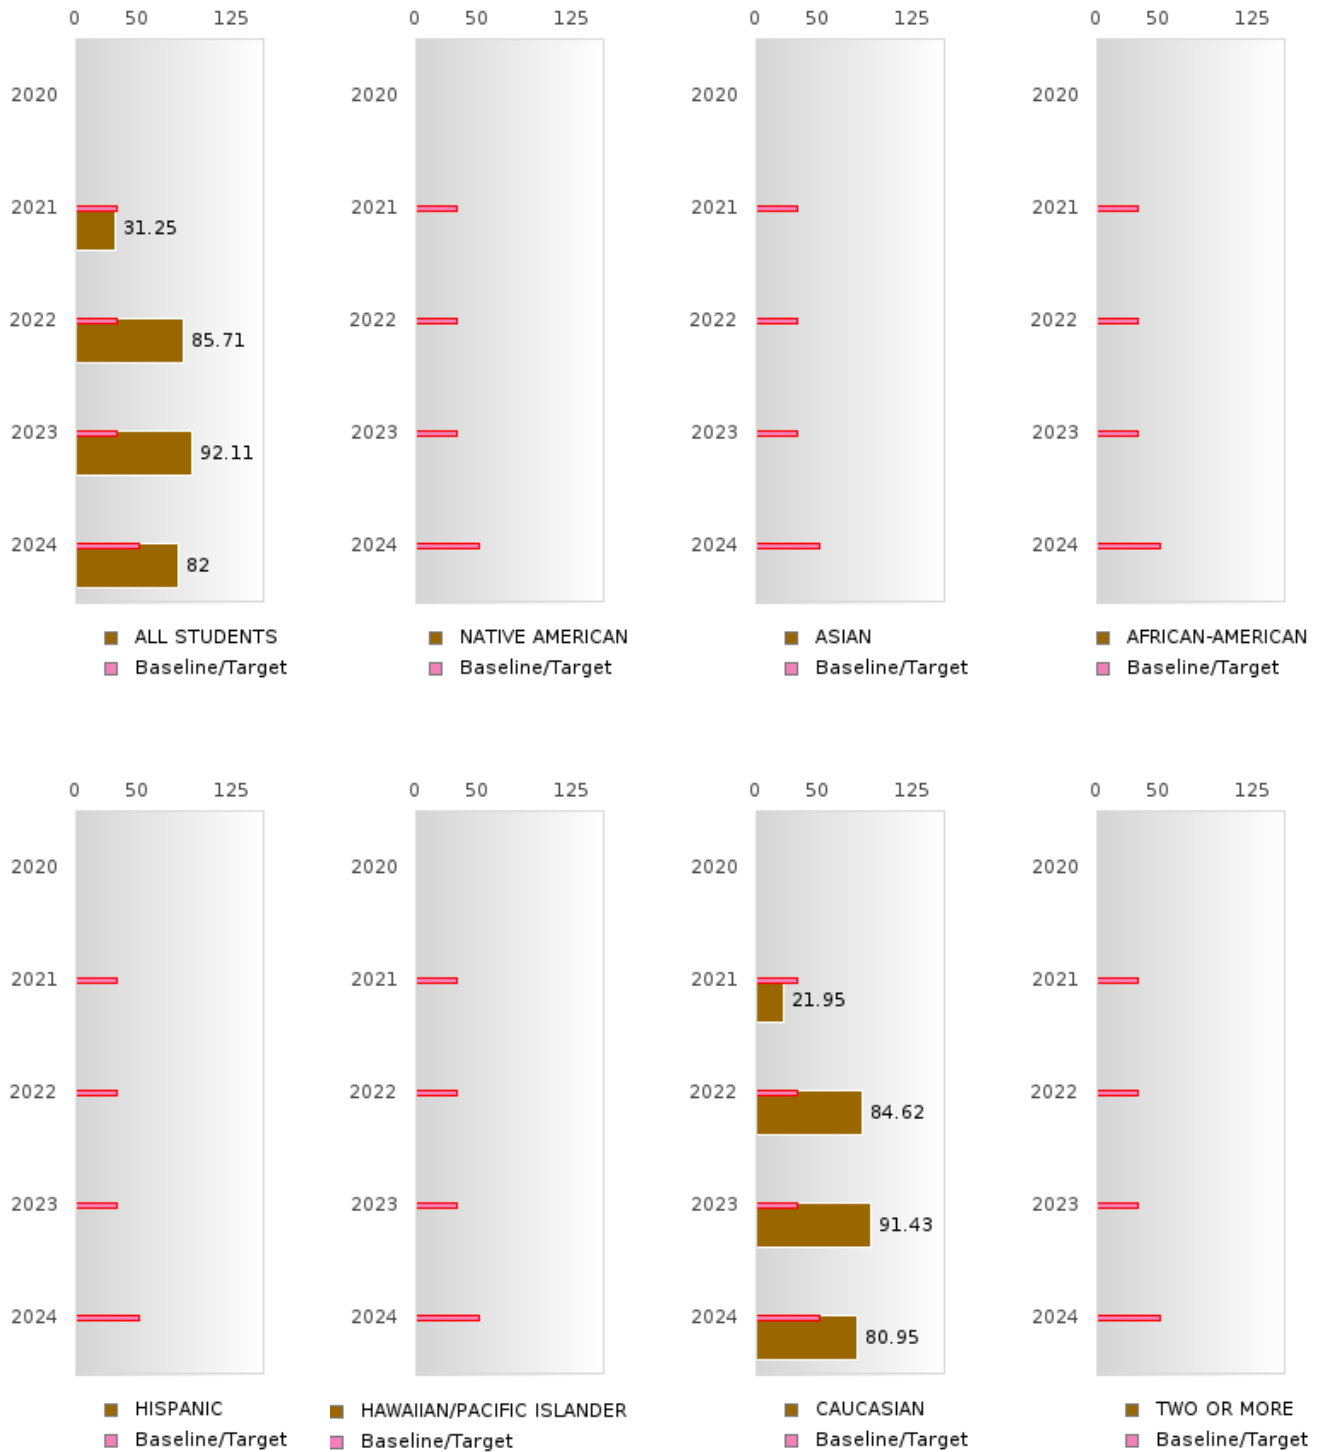 0 50 125 0 50 125 0 50 125 0 50 125
2020 2020 2020 2020
2021 2021 2021 2021
31.25
2022 2022 2022 2022
85.71
2023 2023 2023 2023
92.11
2024 2024 2024 2024
82
ALL STUDENTS NATIVE AMERICAN ASIAN AFRICAN-AMERICAN
Baseline/Target Baseline/Target Baseline/Target Baseline/Target
0 50 125 0 50 125 0 50 125 0 50 125
2020 2020 2020 2020
2021 2021 2021 2021
21.95
2022 2022 2022 2022
84.62
2023 2023 2023 2023
91.43
2024 2024 2024 2024
80.95
HISPANIC HAWAIIAN/PACIFIC ISLANDER CAUCASIAN TWO OR MORE
Baseline/Target Baseline/Target Baseline/Target Baseline/Target